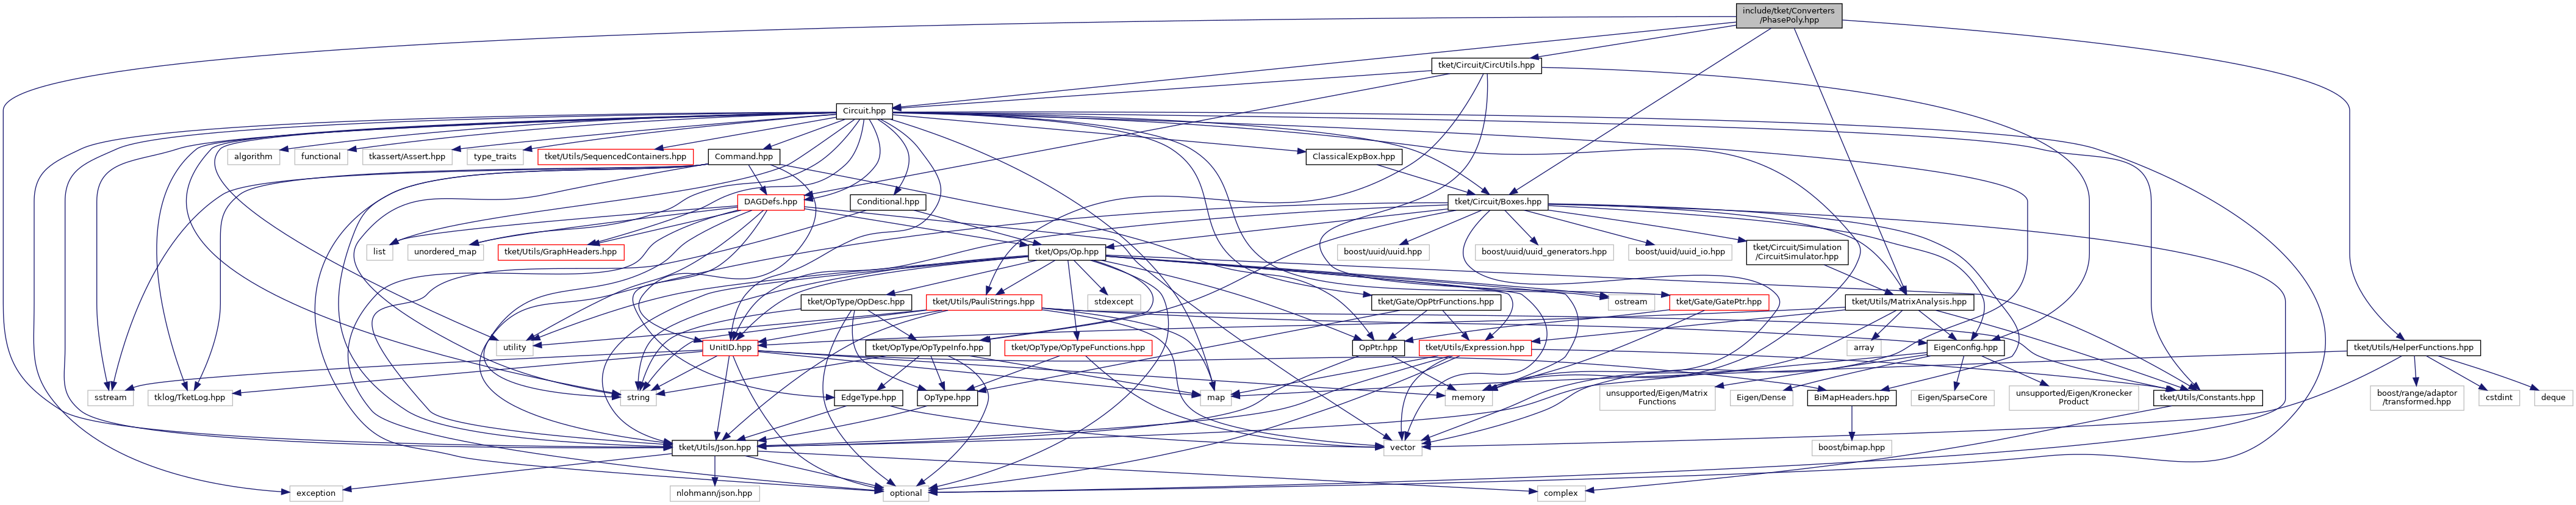 include/tket/Converters
/PhasePoly.hpp
tket/Circuit/CircUtils.hpp
Circuit.hpp
algorithm
functional
tkassert/Assert.hpp
type_traits
tket/Utils/SequencedContainers.hpp
Command.hpp
ClassicalExpBox.hpp
DAGDefs.hpp
Conditional.hpp
tket/Circuit/Boxes.hpp
list
unordered_map
tket/Utils/GraphHeaders.hpp
tket/Ops/Op.hpp
boost/uuid/uuid.hpp
boost/uuid/uuid_generators.hpp
boost/uuid/uuid_io.hpp
tket/Circuit/Simulation
/CircuitSimulator.hpp
tket/OpType/OpDesc.hpp
tket/Utils/PauliStrings.hpp
stdexcept
tket/Gate/OpPtrFunctions.hpp
ostream
tket/Gate/GatePtr.hpp
tket/Utils/MatrixAnalysis.hpp
utility
UnitID.hpp
tket/OpType/OpTypeInfo.hpp
tket/OpType/OpTypeFunctions.hpp
OpPtr.hpp
tket/Utils/Expression.hpp
array
EigenConfig.hpp
tket/Utils/HelperFunctions.hpp
sstream
tklog/TketLog.hpp
string
EdgeType.hpp
OpType.hpp
map
memory
unsupported/Eigen/Matrix
Functions
Eigen/Dense
BiMapHeaders.hpp
Eigen/SparseCore
unsupported/Eigen/Kronecker
Product
tket/Utils/Constants.hpp
boost/range/adaptor
/transformed.hpp
cstdint
deque
tket/Utils/Json.hpp
vector
boost/bimap.hpp
exception
nlohmann/json.hpp
optional
complex